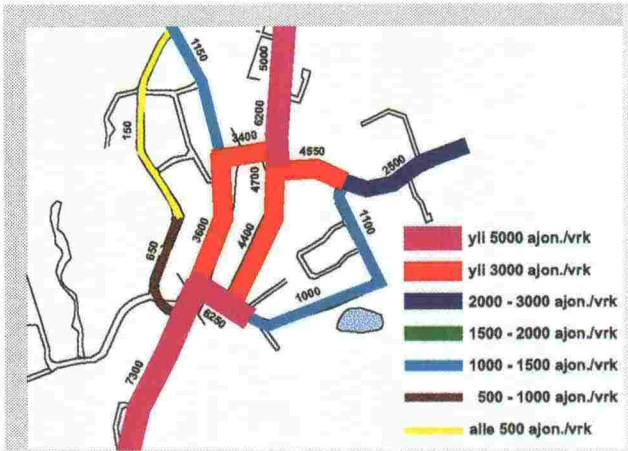 1150
5000
6200
150
3400
4550
4700
2500
3600
4400
1100
650
1000
6250
7300
yli 5000 ajon./vrk
yli 3000 ajon./vrk
2000 - 3000 ajon./vrk
1500 - 2000 ajon./vrk
1000 - 1500 ajon./vrk
500 - 1000 ajon./vrk
alle 500 ajon./vrk